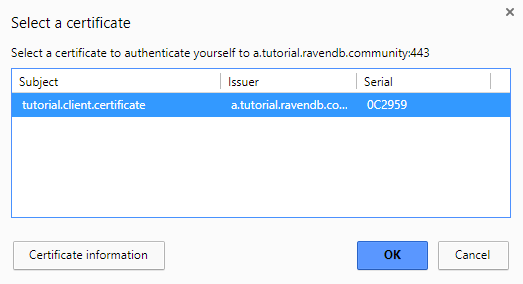 Select a certificate
Select a certificate to authenticate yourself to a.tutorial.ravendb.community:443
Subject Issuer Serial
tutorial.client.certificate a.tutorial.ravendb.co... 0C2959
Certificate information OK Cancel